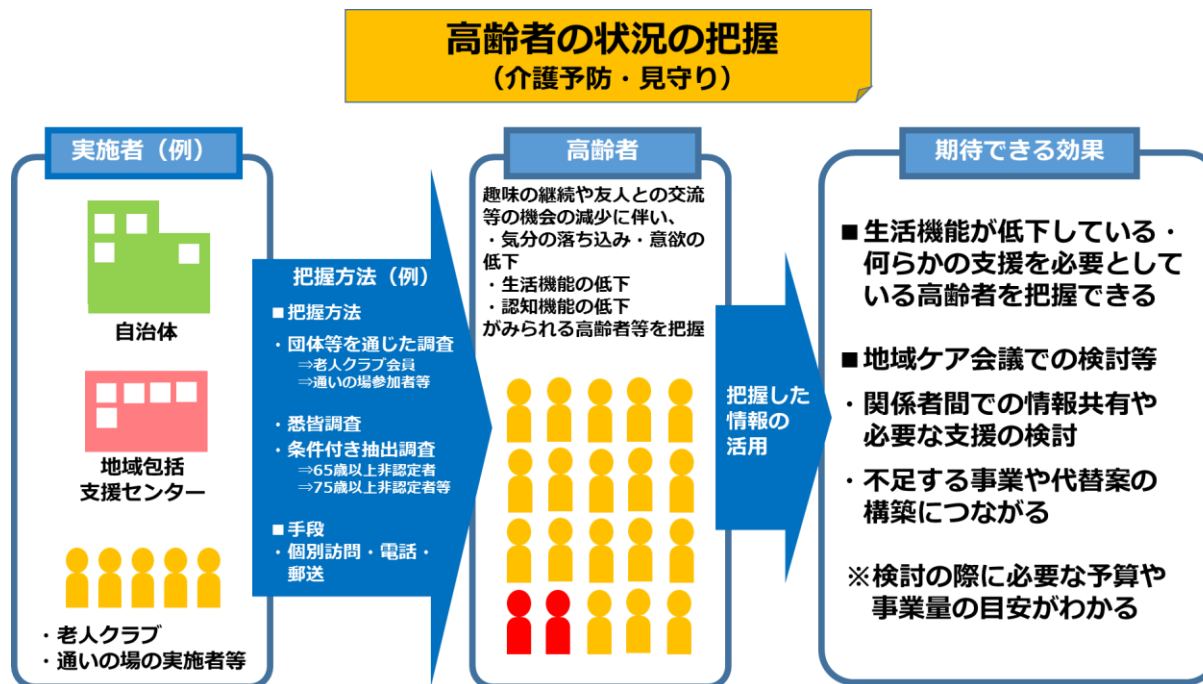 高齢者の状況の把握
（介護予防・見守り）
実施者（例）
自治体
地域包括
支援センター
・老人クラブ
・通いの場の実施者等
把握方法（例）
■把握方法
・団体等を通じた調査
⇒老人クラブ会員
⇒通いの場参加者等
・悉皆調査
・条件付き抽出調査
⇒65歳以上非認定者
⇒75歳以上非認定者等
■手段
・個別訪問・電話・
郵送
高齢者
趣味の継続や友人との交流
等の機会の減少に伴い、
・気分の落ち込み・意欲の
低下
・生活機能の低下
・認知機能の低下
がみられる高齢者等を把握
把握した
情報の
活用
期待できる効果
■生活機能が低下している・
何らかの支援を必要として
いる高齢者を把握できる
■地域ケア会議での検討等
・関係者間での情報共有や
必要な支援の検討
・不足する事業や代替案の
構築につながる
※検討の際に必要な予算や
事業量の目安がわかる